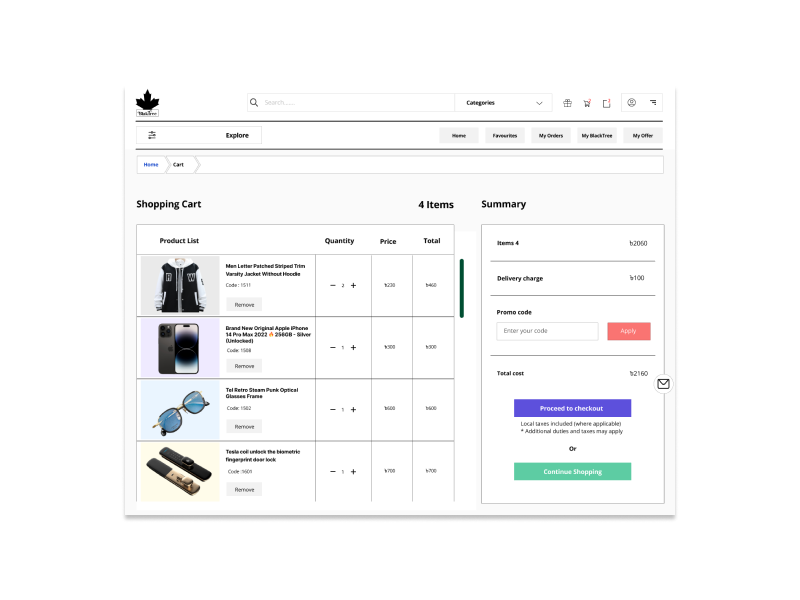 BlackTree
Search......
Categories
Explore
Home
Favourites
My Orders
My BlackTree
My Offer
Home
Cart
Shopping Cart
4 Items
Product List
Quantity
Price
Total
Men Letter Patched Striped Trim
Varsity Jacket Without Hoodie
Code : 1511
Remove
2
৳230
৳460
Brand New Original Apple iPhone
14 Pro Max 2022 🔥 256GB - Silver
(Unlocked)
Code: 1508
Remove
1
৳300
৳300
Tel Retro Steam Punk Optical
Glasses Frame
Code: 1502
Remove
1
৳600
৳600
Tesla coil unlock the biometric
fingerprint door lock
Code :1601
Remove
1
৳700
৳700
Summary
Items 4
৳2060
Delivery charge
৳100
Promo code
Enter your code
Apply
Total cost
৳2160
Proceed to checkout
Local taxes included (where applicable)
* Additional duties and taxes may apply
Or
Continue Shopping